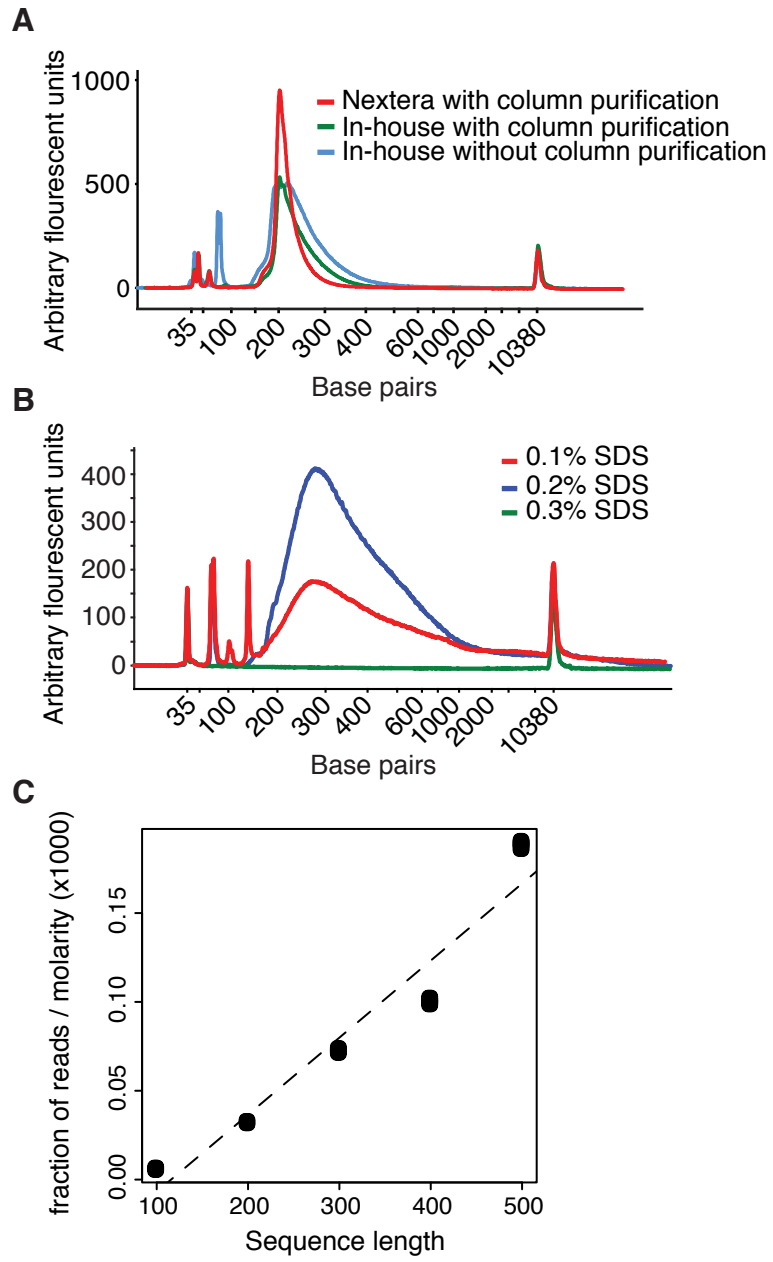 A
Arbitrary flourescent units
1000
500
0
Nextera with column purification
In-house with column purification
In-house without column purification
35 100 200 300 400 600 1000 2000 10380
Base pairs
B
Arbitrary flourescent units
400
300
200
100
0
0.1% SDS
0.2% SDS
0.3% SDS
35 100 200 300 400 600 1000 2000 10380
Base pairs
C
fraction of reads / molarity (x1000)
0.15
0.10
0.05
0.00
100 200 300 400 500
Sequence length